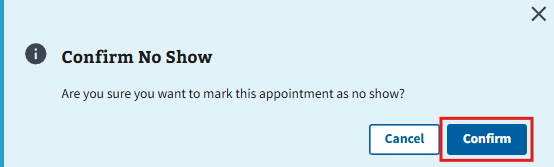 Confirm No Show
Are you sure you want to mark this appointment as no show?
Cancel Confirm